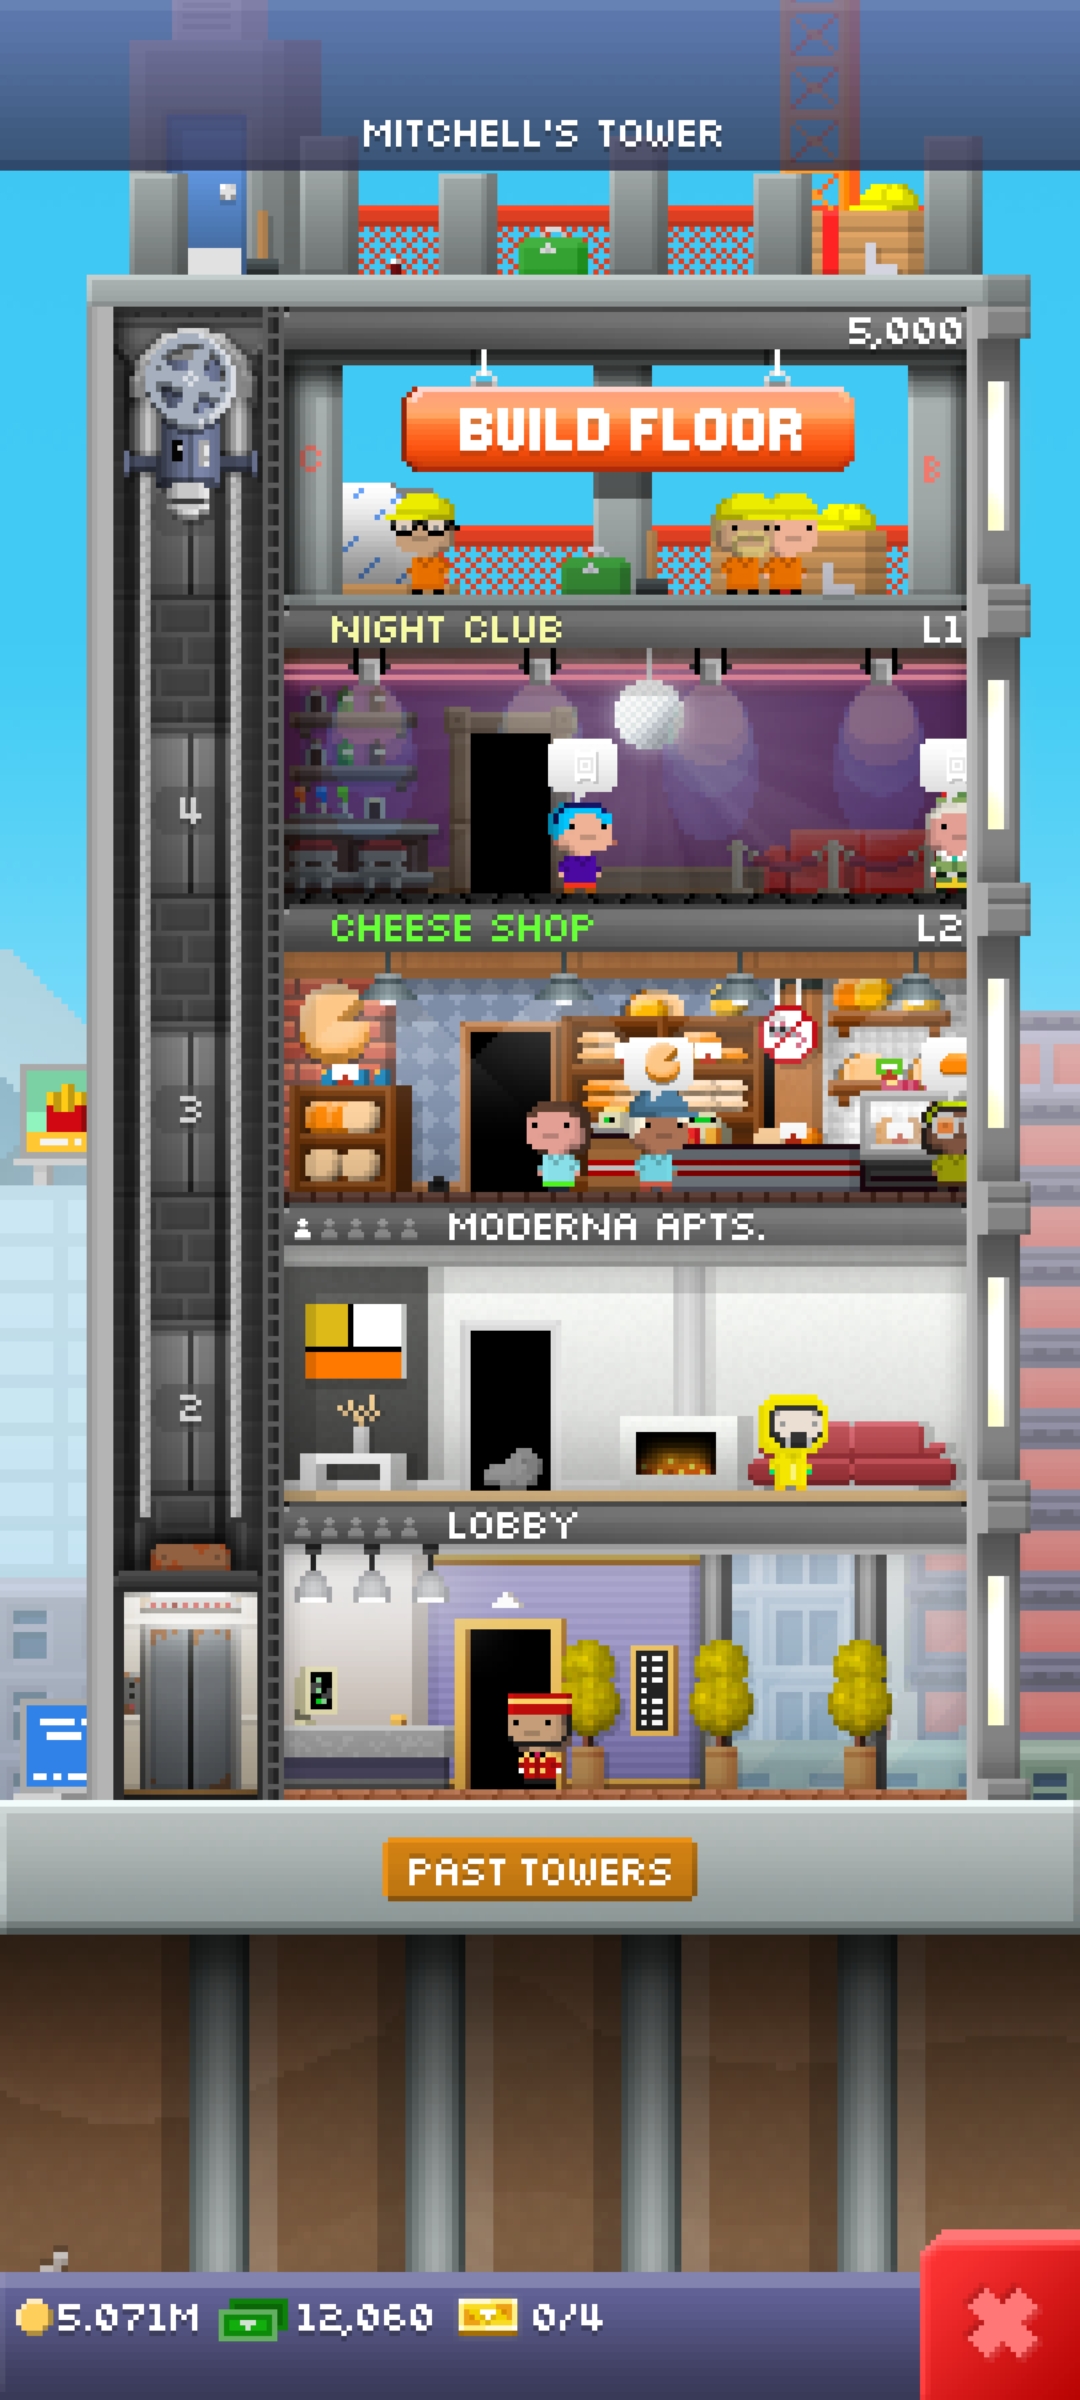 MITCHELL'S TOWER
5,000
BUILD FLOOR
C
B
NIGHT CLUB
L1
4
CHEESE SHOP
L2
3
MODERNA APTS.
2
LOBBY
PAST TOWERS
5.071M
12,060
0/4